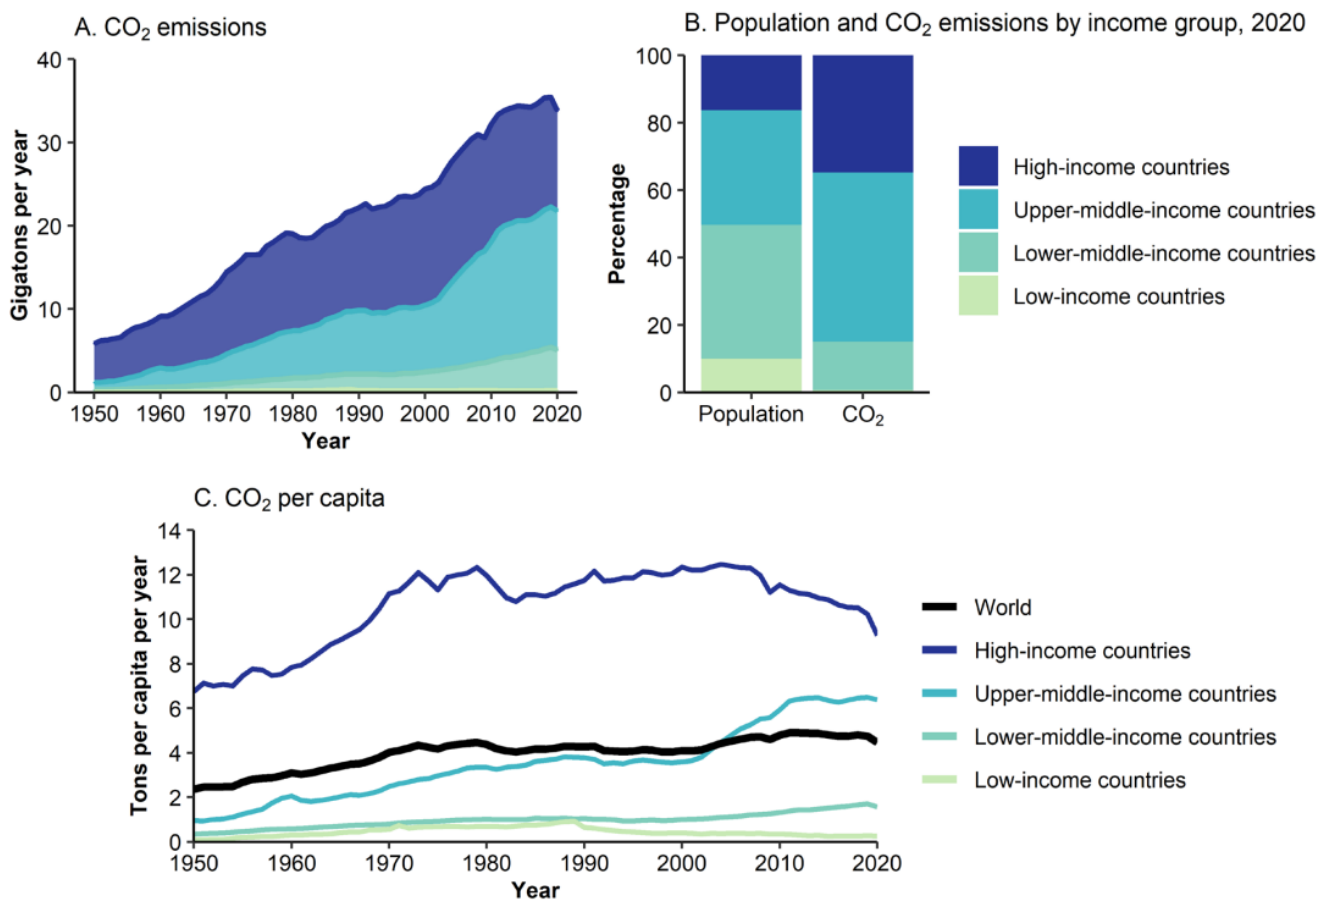 A. CO₂ emissions
Gigatons per year
40
30
20
10
0
1950 1960 1970 1980 1990 2000 2010 2020
Year
B. Population and CO₂ emissions by income group, 2020
Percentage
100
80
60
40
20
0
Population CO₂
High-income countries
Upper-middle-income countries
Lower-middle-income countries
Low-income countries
C. CO₂ per capita
Tons per capita per year
14
12
10
8
6
4
2
0
1950 1960 1970 1980 1990 2000 2010 2020
Year
World
High-income countries
Upper-middle-income countries
Lower-middle-income countries
Low-income countries